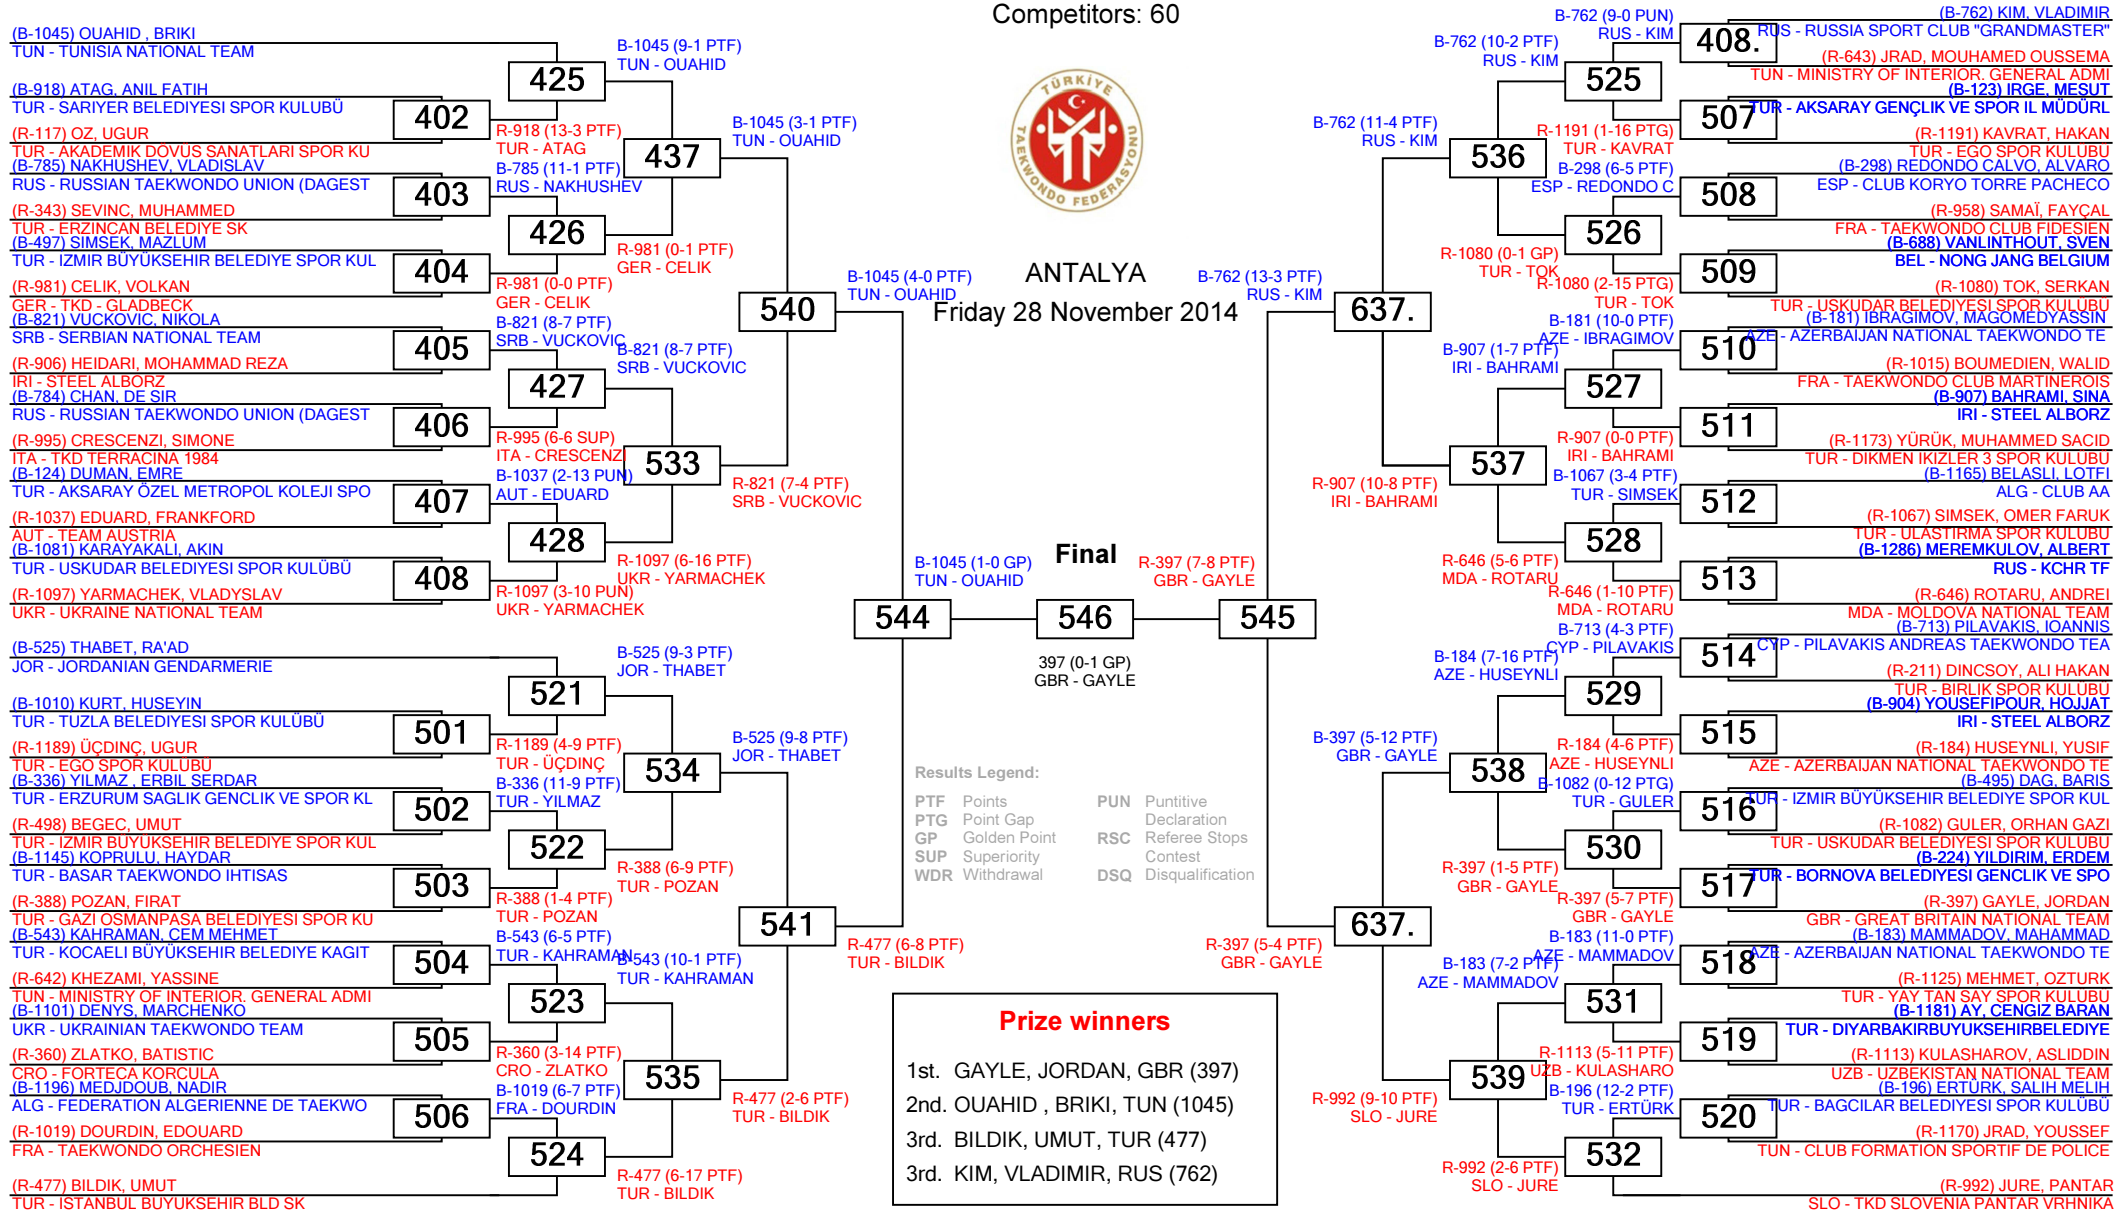 Competitors: 60
(B-1045) OUAHID , BRIKI
TUN - TUNISIA NATIONAL TEAM
(B-918) ATAG, ANIL FATIH
TUR - SARIYER BELEDIYESI SPOR KULUBÜ
(R-117) OZ, UGUR
TUR - AKADEMIK DOVUS SANATLARI SPOR KU
(B-785) NAKHUSHEV, VLADISLAV
RUS - RUSSIAN TAEKWONDO UNION (DAGEST
(R-343) SEVINC, MUHAMMED
TUR - ERZINCAN BELEDIYE SK
(B-497) SIMSEK, MAZLUM
TUR - IZMIR BÜYÜKSEHIR BELEDIYE SPOR KUL
(R-981) CELIK, VOLKAN
GER - TKD - GLADBECK
(B-821) VUCKOVIC, NIKOLA
SRB - SERBIAN NATIONAL TEAM
(R-906) HEIDARI, MOHAMMAD REZA
IRI - STEEL ALBORZ
(B-784) CHAN, DE SIR
RUS - RUSSIAN TAEKWONDO UNION (DAGEST
(R-995) CRESCENZI, SIMONE
ITA - TKD TERRACINA 1984
(B-124) DUMAN, EMRE
TUR - AKSARAY ÖZEL METROPOL KOLEJI SPO
(R-1037) EDUARD, FRANKFORD
AUT - TEAM AUSTRIA
(B-1081) KARAYAKALI, AKIN
TUR - USKUDAR BELEDIYESI SPOR KULÜBÜ
(R-1097) YARMACHEK, VLADYSLAV
UKR - UKRAINE NATIONAL TEAM
(B-525) THABET, RA'AD
JOR - JORDANIAN GENDARMERIE
(B-1010) KURT, HUSEYIN
TUR - TUZLA BELEDIYESI SPOR KULÜBÜ
(R-1189) ÜÇDINÇ, UGUR
TUR - EGO SPOR KULUBU
(B-336) YILMAZ , ERBIL SERDAR
TUR - ERZURUM SAGLIK GENCLIK VE SPOR KL
(R-498) BEGEC, UMUT
TUR - IZMIR BÜYÜKSEHIR BELEDIYE SPOR KUL
(B-1145) KOPRULU, HAYDAR
TUR - BASAR TAEKWONDO IHTISAS
(R-388) POZAN, FIRAT
TUR - GAZI OSMANPASA BELEDIYESI SPOR KU
(B-543) KAHRAMAN, CEM MEHMET
TUR - KOCAELI BÜYÜKSEHIR BELEDIYE KAGIT
(R-642) KHEZAMI, YASSINE
TUN - MINISTRY OF INTERIOR. GENERAL ADMI
(B-1101) DENYS, MARCHENKO
UKR - UKRAINIAN TAEKWONDO TEAM
(R-360) ZLATKO, BATISTIC
CRO - FORTECA KORCULA
(B-1196) MEDJDOUB, NADIR
ALG - FEDERATION ALGERIENNE DE TAEKWO
(R-1019) DOURDIN, EDOUARD
FRA - TAEKWONDO ORCHESIEN
(R-477) BILDIK, UMUT
TUR - ISTANBUL BUYUKSEHIR BLD SK
402
403
404
405
406
407
408
501
502
503
504
505
506
R-918 (13-3 PTF)
TUR - ATAG
B-785 (11-1 PTF)
RUS - NAKHUSHEV
R-981 (0-0 PTF)
GER - CELIK
B-821 (8-7 PTF)
SRB - VUCKOVIC
R-995 (6-6 SUP)
ITA - CRESCENZI
B-1037 (2-13 PUN)
AUT - EDUARD
R-1097 (3-10 PUN)
UKR - YARMACHEK
R-1189 (4-9 PTF)
TUR - ÜÇDINÇ
B-336 (11-9 PTF)
TUR - YILMAZ
R-388 (1-4 PTF)
TUR - POZAN
B-543 (6-5 PTF)
TUR - KAHRAMAN
R-360 (3-14 PTF)
CRO - ZLATKO
B-1019 (6-7 PTF)
FRA - DOURDIN
425
426
427
428
521
522
523
524
B-1045 (9-1 PTF)
TUN - OUAHID
R-981 (0-1 PTF)
GER - CELIK
B-821 (8-7 PTF)
SRB - VUCKOVIC
R-1097 (6-16 PTF)
UKR - YARMACHEK
B-525 (9-3 PTF)
JOR - THABET
R-388 (6-9 PTF)
TUR - POZAN
B-543 (10-1 PTF)
TUR - KAHRAMAN
R-477 (6-17 PTF)
TUR - BILDIK
437
533
534
535
B-1045 (3-1 PTF)
TUN - OUAHID
R-821 (7-4 PTF)
SRB - VUCKOVIC
B-525 (9-8 PTF)
JOR - THABET
R-477 (2-6 PTF)
TUR - BILDIK
540
541
B-1045 (4-0 PTF)
TUN - OUAHID
R-477 (6-8 PTF)
TUR - BILDIK
544
B-1045 (1-0 GP)
TUN - OUAHID
TÜRKİYE
TAEKWONDO FEDERASYONU
ANTALYA
Friday 28 November 2014
Final
546
397 (0-1 GP)
GBR - GAYLE
Results Legend:
PTF Points
PTG Point Gap
GP Golden Point
SUP Superiority
WDR Withdrawal
PUN Puntitive
Declaration
RSC Referee Stops
Contest
DSQ Disqualification
Prize winners
1st. GAYLE, JORDAN, GBR (397)
2nd. OUAHID , BRIKI, TUN (1045)
3rd. BILDIK, UMUT, TUR (477)
3rd. KIM, VLADIMIR, RUS (762)
R-397 (7-8 PTF)
GBR - GAYLE
545
B-762 (13-3 PTF)
RUS - KIM
R-397 (5-4 PTF)
GBR - GAYLE
637.
637.
B-762 (11-4 PTF)
RUS - KIM
R-907 (10-8 PTF)
IRI - BAHRAMI
B-397 (5-12 PTF)
GBR - GAYLE
R-992 (9-10 PTF)
SLO - JURE
536
537
538
539
B-762 (10-2 PTF)
RUS - KIM
R-1080 (0-1 GP)
TUR - TOK
B-907 (1-7 PTF)
IRI - BAHRAMI
R-646 (5-6 PTF)
MDA - ROTARU
B-184 (7-16 PTF)
AZE - HUSEYNLI
R-397 (1-5 PTF)
GBR - GAYLE
B-183 (7-2 PTF)
AZE - MAMMADOV
R-992 (2-6 PTF)
SLO - JURE
525
526
527
528
529
530
531
532
B-762 (9-0 PUN)
RUS - KIM
R-1191 (1-16 PTG)
TUR - KAVRAT
B-298 (6-5 PTF)
ESP - REDONDO C
R-1080 (2-15 PTG)
TUR - TOK
B-181 (10-0 PTF)
AZE - IBRAGIMOV
R-907 (0-0 PTF)
IRI - BAHRAMI
B-1067 (3-4 PTF)
TUR - SIMSEK
R-646 (1-10 PTF)
MDA - ROTARU
B-713 (4-3 PTF)
CYP - PILAVAKIS
R-184 (4-6 PTF)
AZE - HUSEYNLI
B-1082 (0-12 PTG)
TUR - GULER
R-397 (5-7 PTF)
GBR - GAYLE
B-183 (11-0 PTF)
AZE - MAMMADOV
R-1113 (5-11 PTF)
UZB - KULASHARO
B-196 (12-2 PTF)
TUR - ERTÜRK
408.
507
508
509
510
511
512
513
514
515
516
517
518
519
520
(B-762) KIM, VLADIMIR
RUS - RUSSIA SPORT CLUB "GRANDMASTER"
(R-643) JRAD, MOUHAMED OUSSEMA
TUN - MINISTRY OF INTERIOR. GENERAL ADMI
(B-123) IRGE, MESUT
TUR - AKSARAY GENÇLIK VE SPOR IL MÜDÜRL
(R-1191) KAVRAT, HAKAN
TUR - EGO SPOR KULUBU
(B-298) REDONDO CALVO, ALVARO
ESP - CLUB KORYO TORRE PACHECO
(R-958) SAMAÏ, FAYÇAL
FRA - TAEKWONDO CLUB FIDESIEN
(B-688) VANLINTHOUT, SVEN
BEL - NONG JANG BELGIUM
(R-1080) TOK, SERKAN
TUR - USKUDAR BELEDIYESI SPOR KULÜBÜ
(B-181) IBRAGIMOV, MAGOMEDYASSIN
AZE - AZERBAIJAN NATIONAL TAEKWONDO TE
(R-1015) BOUMEDIEN, WALID
FRA - TAEKWONDO CLUB MARTINEROIS
(B-907) BAHRAMI, SINA
IRI - STEEL ALBORZ
(R-1173) YÜRÜK, MUHAMMED SACID
TUR - DIKMEN IKIZLER 3 SPOR KULUBÜ
(B-1165) BELASLI, LOTFI
ALG - CLUB AA
(R-1067) SIMSEK, OMER FARUK
TUR - ULASTIRMA SPOR KULUBÜ
(B-1286) MEREMKULOV, ALBERT
RUS - KCHR TF
(R-646) ROTARU, ANDREI
MDA - MOLDOVA NATIONAL TEAM
(B-713) PILAVAKIS, IOANNIS
CYP - PILAVAKIS ANDREAS TAEKWONDO TEA
(R-211) DINCSOY, ALI HAKAN
TUR - BIRLIK SPOR KULUBU
(B-904) YOUSEFIPOUR, HOJJAT
IRI - STEEL ALBORZ
(R-184) HUSEYNLI, YUSIF
AZE - AZERBAIJAN NATIONAL TAEKWONDO TE
(B-495) DAG, BARIS
TUR - IZMIR BÜYÜKSEHIR BELEDIYE SPOR KUL
(R-1082) GULER, ORHAN GAZI
TUR - USKUDAR BELEDIYESI SPOR KULÜBÜ
(B-224) YILDIRIM, ERDEM
TUR - BORNOVA BELEDIYESI GENCLIK VE SPO
(R-397) GAYLE, JORDAN
GBR - GREAT BRITAIN NATIONAL TEAM
(B-183) MAMMADOV, MAHAMMAD
AZE - AZERBAIJAN NATIONAL TAEKWONDO TE
(R-1125) MEHMET, OZTURK
TUR - YAY TAN SAY SPOR KULUBU
(B-1181) AY, CENGIZ BARAN
TUR - DIYARBAKIRBUYUKSEHIRBELEDIYE
(R-1113) KULASHAROV, ASLIDDIN
UZB - UZBEKISTAN NATIONAL TEAM
(B-196) ERTÜRK, SALIH MELIH
TUR - BAGCILAR BELEDIYESI SPOR KULÜBÜ
(R-1170) JRAD, YOUSSEF
TUN - CLUB FORMATION SPORTIF DE POLICE
(R-992) JURE, PANTAR
SLO - TKD SLOVENIA PANTAR VRHNIKA